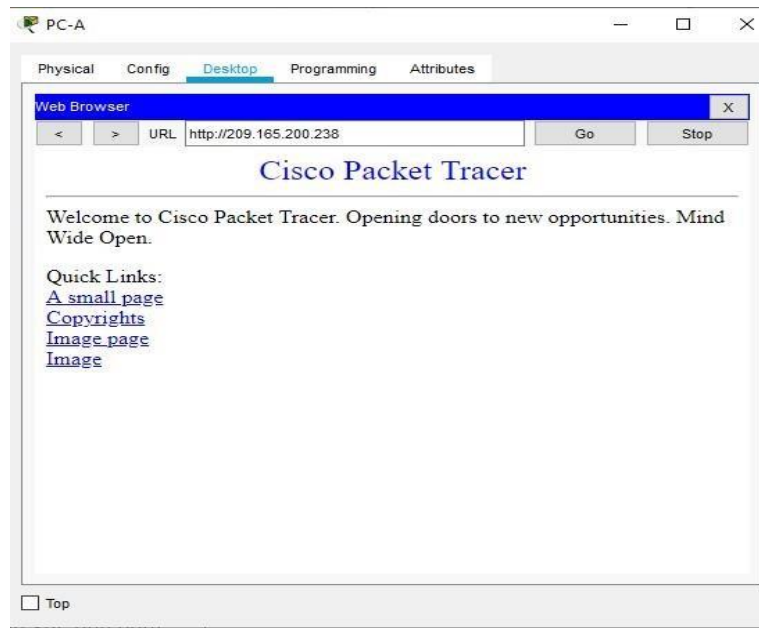 PC-A
Physical Config Desktop Programming Attributes
Web Browser X
< > URL http://209.165.200.238 Go Stop
Cisco Packet Tracer
Welcome to Cisco Packet Tracer. Opening doors to new opportunities. Mind
Wide Open.
Quick Links:
A small page
Copyrights
Image page
Image
Top